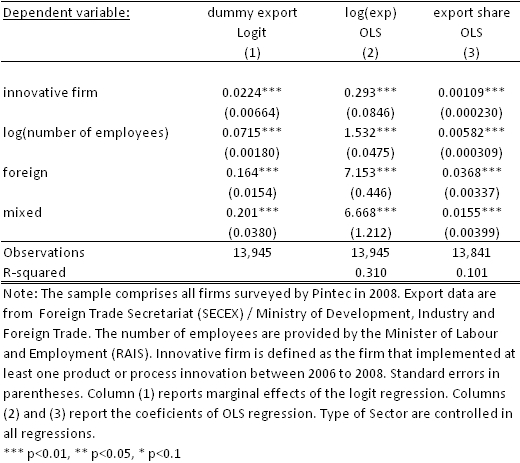 Dependent variable: dummy export log(exp) export share
Logit OLS OLS
(1) (2) (3)
innovative firm 0.0224*** 0.293*** 0.00109***
(0.00664) (0.0846) (0.000230)
log(number of employees) 0.0715*** 1.532*** 0.00582***
(0.00180) (0.0475) (0.000309)
foreign 0.164*** 7.153*** 0.0368***
(0.0154) (0.446) (0.00337)
mixed 0.201*** 6.668*** 0.0155***
(0.0380) (1.212) (0.00399)
Observations 13,945 13,945 13,841
R-squared 0.310 0.101
Note: The sample comprises all firms surveyed by Pintec in 2008. Export data are
from Foreign Trade Secretariat (SECEX) / Ministry of Development, Industry and
Foreign Trade. The number of employees are provided by the Minister of Labour
and Employment (RAIS). Innovative firm is defined as the firm that implemented at
least one product or process innovation between 2006 to 2008. Standard errors in
parentheses. Column (1) reports marginal effects of the logit regression. Columns
(2) and (3) report the coeficients of OLS regression. Type of Sector are controlled in
all regressions.
*** p<0.01, ** p<0.05, * p<0.1